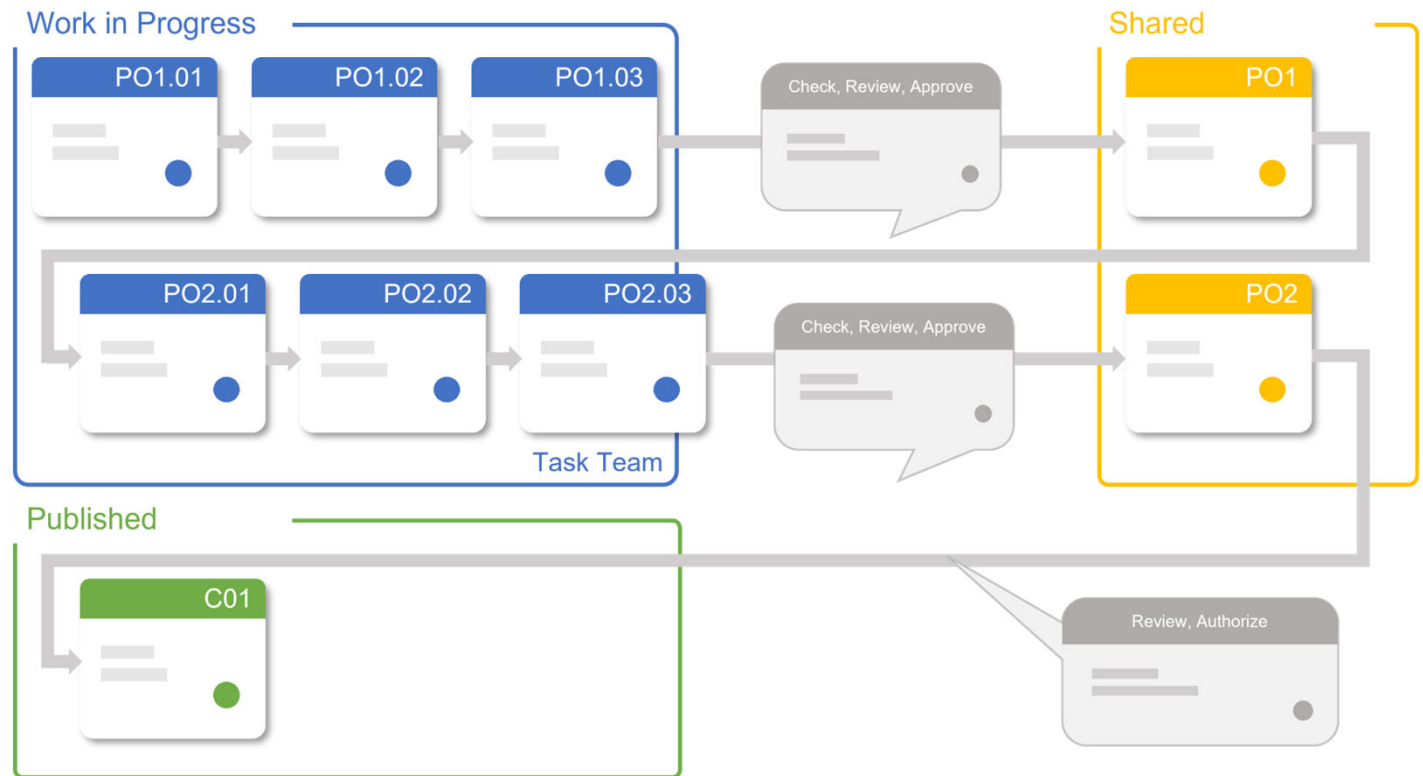 Work in Progress
Shared
PO1.01
PO1.02
PO1.03
Check, Review, Approve
PO1
PO2.01
PO2.02
PO2.03
Check, Review, Approve
PO2
Task Team
Published
C01
Review, Authorize